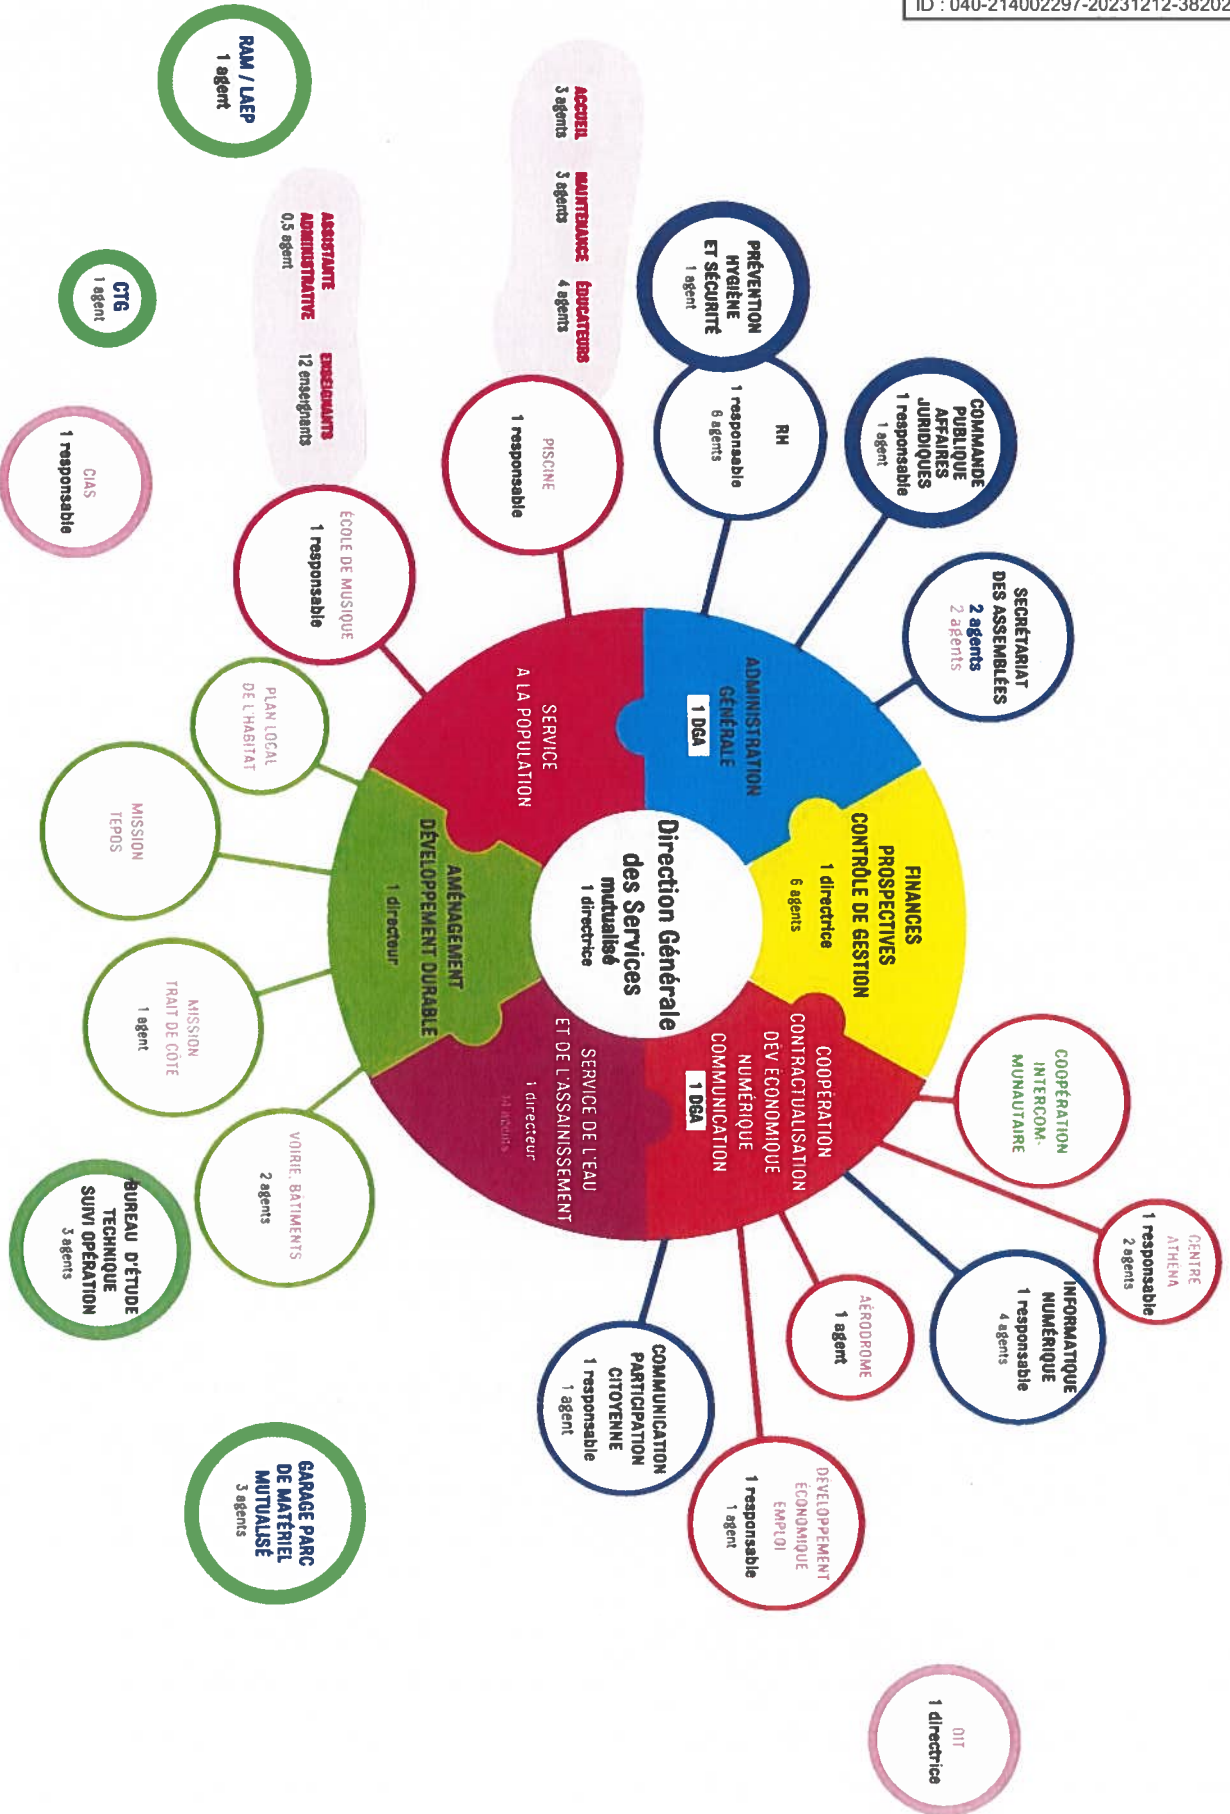 ID : 040-214002297-20231212-38202
RAM / LAEP
1 agent
CTG
1 agent
CIAS
1 responsable
ACCUEIL
3 agents
MAINTENANCE
3 agents
ÉDUCATEURS
4 agents
ASSISTANTE
ADMINISTRATIVE
0,5 agent
ENSEIGNANTS
12 enseignants
PRÉVENTION
HYGIÈNE
ET SÉCURITÉ
1 agent
RH
1 responsable
6 agents
COMMANDE
PUBLIQUE
AFFAIRES
JURIDIQUES
1 responsable
1 agent
SECRÉTARIAT
DES ASSEMBLÉES
2 agents
2 agents
PISCINE
1 responsable
ÉCOLE DE MUSIQUE
1 responsable
PLAN LOCAL
DE L'HABITAT
MISSION
TEPOS
MISSION
TRAIT DE CÔTE
1 agent
VOIRIE, BÂTIMENTS
2 agents
BUREAU D'ÉTUDE
TECHNIQUE
SUIVI OPÉRATION
3 agents
GARAGE PARC
DE MATÉRIEL
MUTUALISÉ
3 agents
ADMINISTRATION
GÉNÉRALE
1 DGA
SERVICE
A LA POPULATION
FINANCES
PROSPECTIVES
CONTRÔLE DE GESTION
1 directrice
6 agents
Direction Générale
des Services
mutualisé
1 directrice
AMÉNAGEMENT
DÉVELOPPEMENT DURABLE
1 directeur
COOPÉRATION
CONTRACTUALISATION
DÉV ÉCONOMIQUE
NUMÉRIQUE
COMMUNICATION
1 DGA
SERVICE DE L'EAU
ET DE L'ASSAINISSEMENT
1 directeur
14 agents
COOPÉRATION
INTERCOM-
MUNAUTAIRE
CENTRE
ATHÉNA
1 responsable
2 agents
INFORMATIQUE
NUMÉRIQUE
1 responsable
4 agents
AÉRODROME
1 agent
DÉVELOPPEMENT
ÉCONOMIQUE
EMPLOI
1 responsable
1 agent
COMMUNICATION
PARTICIPATION
CITOYENNE
1 responsable
1 agent
OIT
1 directrice